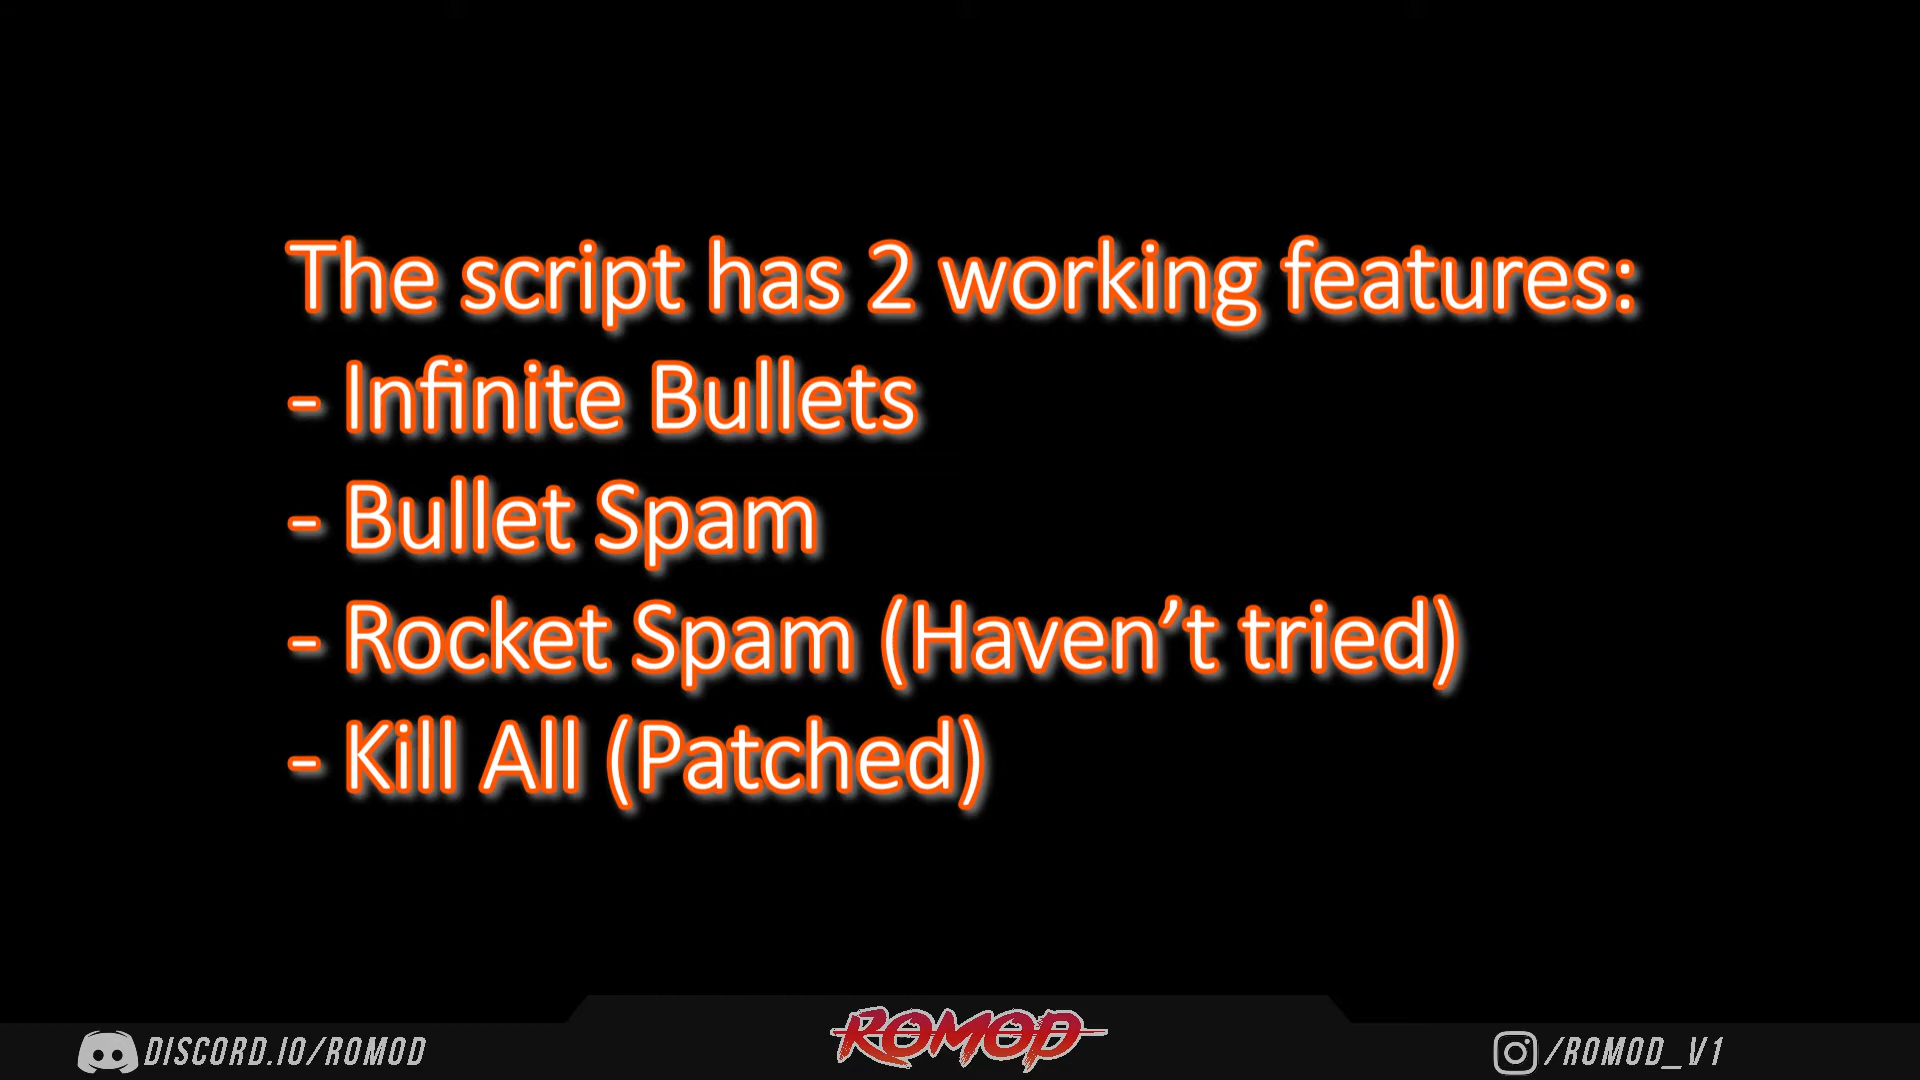 The script has 2 working features:
- Infinite Bullets
- Bullet Spam
- Rocket Spam (Haven’t tried)
- Kill All (Patched)
DISCORD.IO/ROMOD
ROMOD
/ROMOD_V1